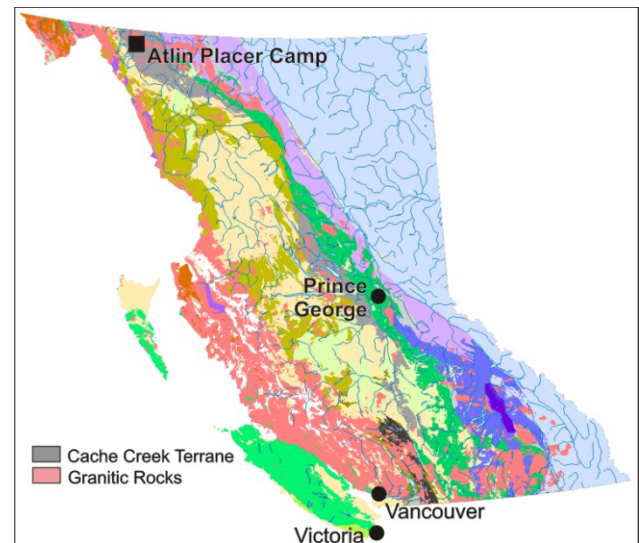 Atlin Placer Camp
Prince
George
Cache Creek Terrane
Granitic Rocks
Vancouver
Victoria